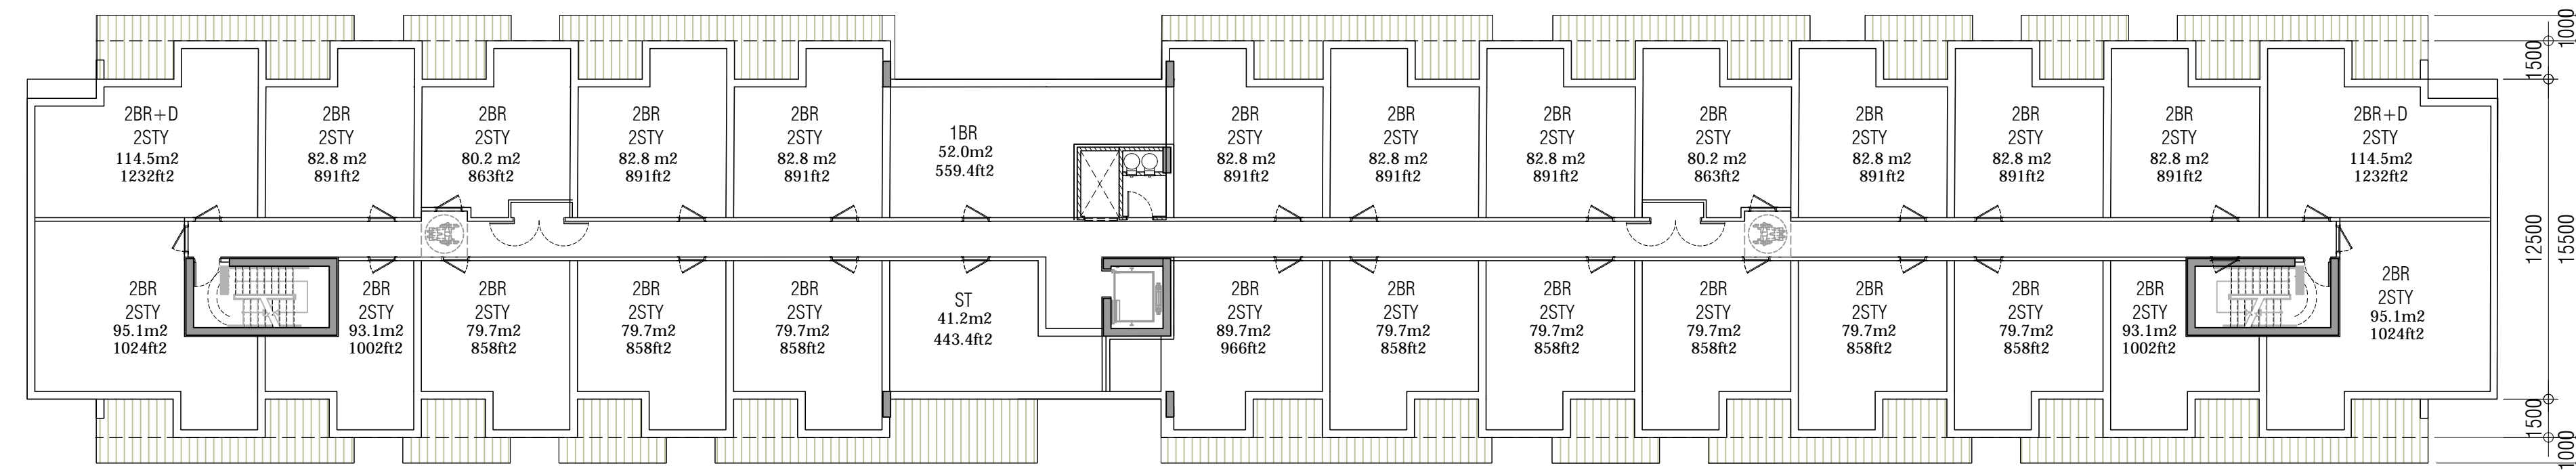 2BR+D
2STY
114.5m2
1232ft2
2BR
2STY
82.8 m2
891ft2
2BR
2STY
80.2 m2
863ft2
2BR
2STY
82.8 m2
891ft2
2BR
2STY
82.8 m2
891ft2
1BR
52.0m2
559.4ft2
2BR
2STY
82.8 m2
891ft2
2BR
2STY
82.8 m2
891ft2
2BR
2STY
82.8 m2
891ft2
2BR
2STY
80.2 m2
863ft2
2BR
2STY
82.8 m2
891ft2
2BR
2STY
82.8 m2
891ft2
2BR
2STY
82.8 m2
891ft2
2BR+D
2STY
114.5m2
1232ft2
2BR
2STY
95.1m2
1024ft2
2BR
2STY
93.1m2
1002ft2
2BR
2STY
79.7m2
858ft2
2BR
2STY
79.7m2
858ft2
2BR
2STY
79.7m2
858ft2
ST
41.2m2
443.4ft2
2BR
2STY
89.7m2
966ft2
2BR
2STY
79.7m2
858ft2
2BR
2STY
79.7m2
858ft2
2BR
2STY
79.7m2
858ft2
2BR
2STY
79.7m2
858ft2
2BR
2STY
79.7m2
858ft2
2BR
2STY
93.1m2
1002ft2
2BR
2STY
95.1m2
1024ft2
1000
1500
12500
15500
1500
1000